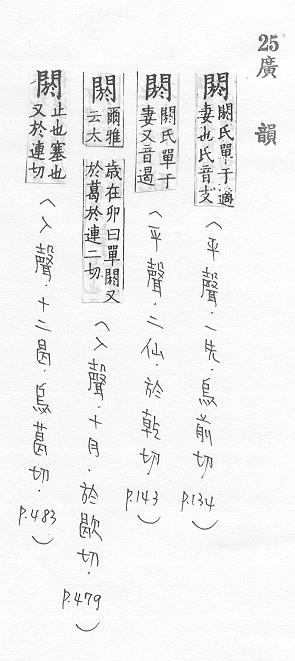 25 廣韻
閼 閼氏單于適妻也氏音支（平聲．一先．烏前切．p.134）
閼 閼氏單于妻又音遏（平聲．二仙．於乾切．p.143）
閼 爾雅云太歲在卯曰單閼又於葛於連二切（入聲．十月．於歇切．p.479）
閼 止也塞也又於連切（入聲．十二曷．烏葛切．p.483）